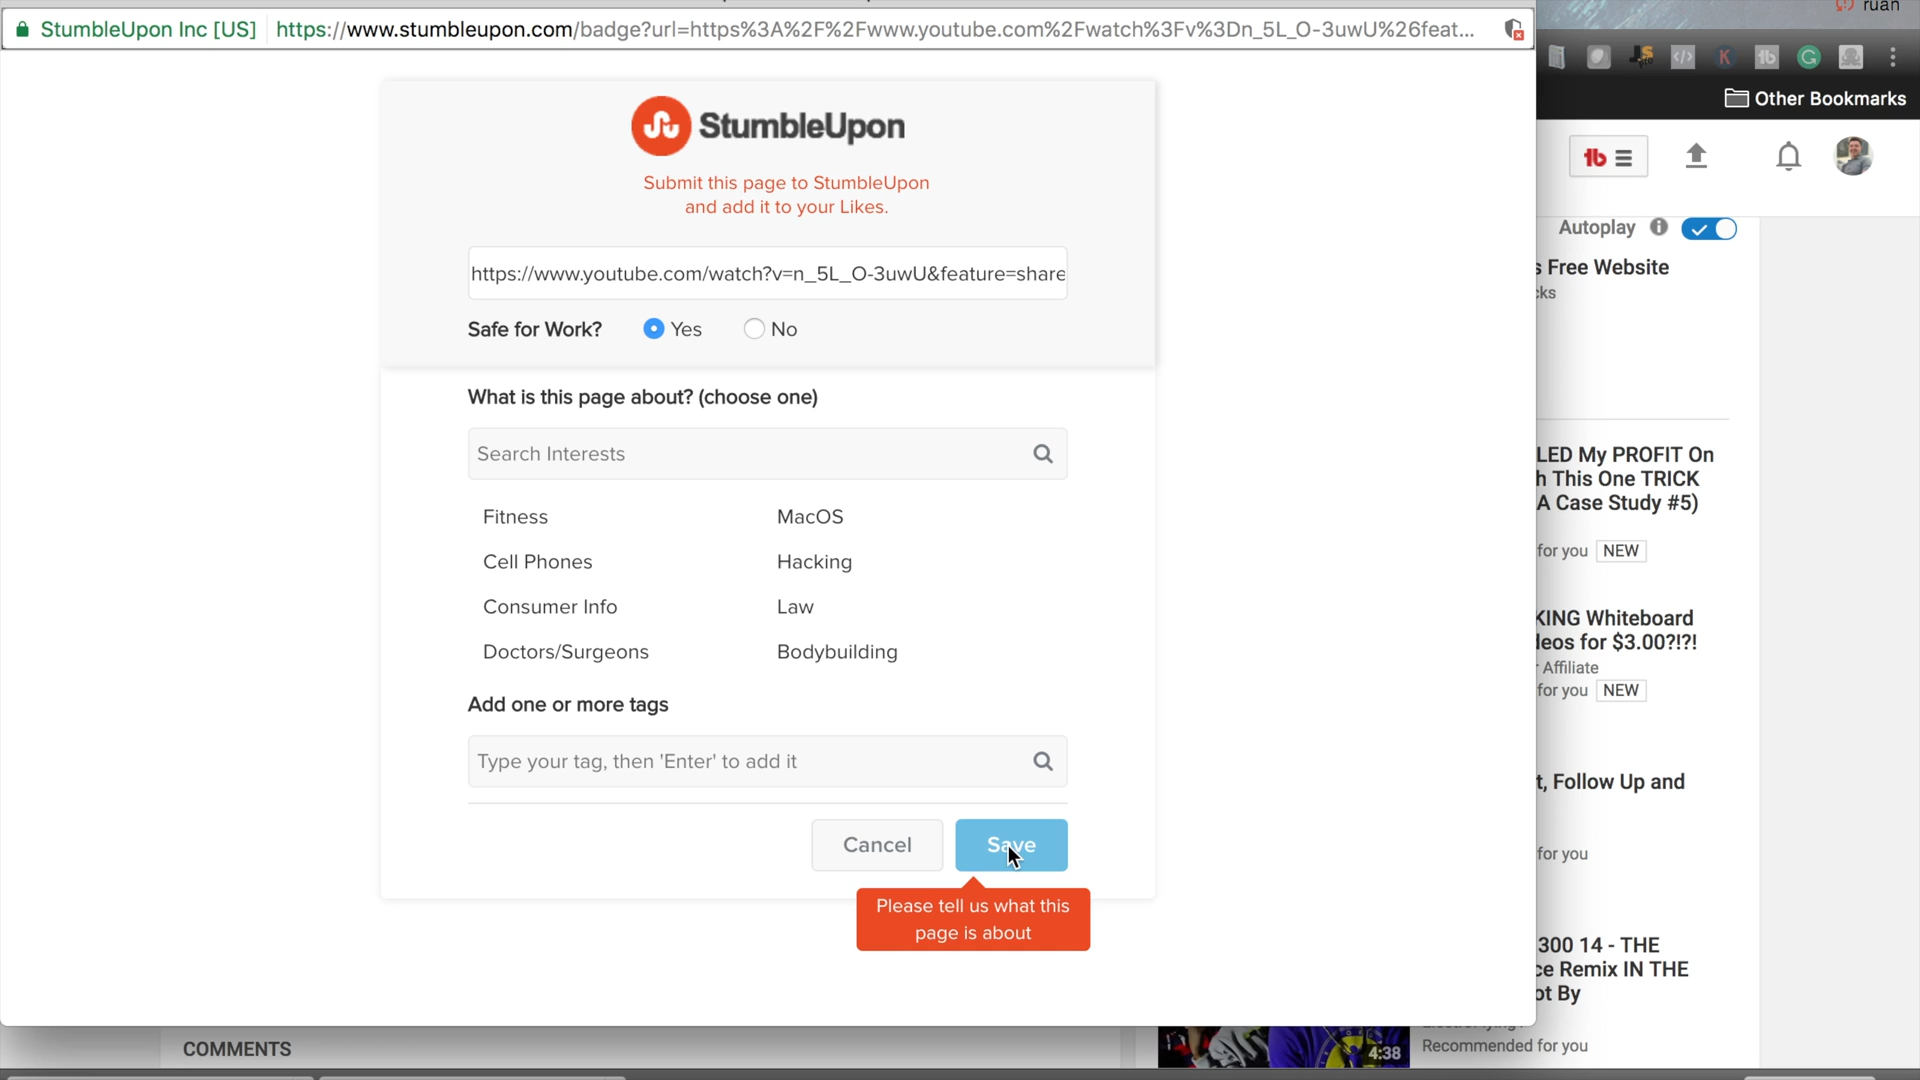 ruan
StumbleUpon Inc [US]
https://www.stumbleupon.com/badge?url=https%3A%2F%2Fwww.youtube.com%2Fwatch%3Fv%3Dn_5L_O-3uwU%26feat...
Other Bookmarks
StumbleUpon
Submit this page to StumbleUpon
and add it to your Likes.
https://www.youtube.com/watch?v=n_5L_O-3uwU&feature=share
Safe for Work?
Yes
No
What is this page about? (choose one)
Search Interests
Fitness
MacOS
Cell Phones
Hacking
Consumer Info
Law
Doctors/Surgeons
Bodybuilding
Add one or more tags
Type your tag, then 'Enter' to add it
Cancel
Save
Please tell us what this
page is about
tb
Autoplay
s Free Website
cks
LED My PROFIT On
h This One TRICK
A Case Study #5)
for you
NEW
KING Whiteboard
deos for $3.00?!?!
Affiliate
for you
NEW
t, Follow Up and
for you
300 14 - THE
ce Remix IN THE
ot By
Recommended for you
4:38
COMMENTS